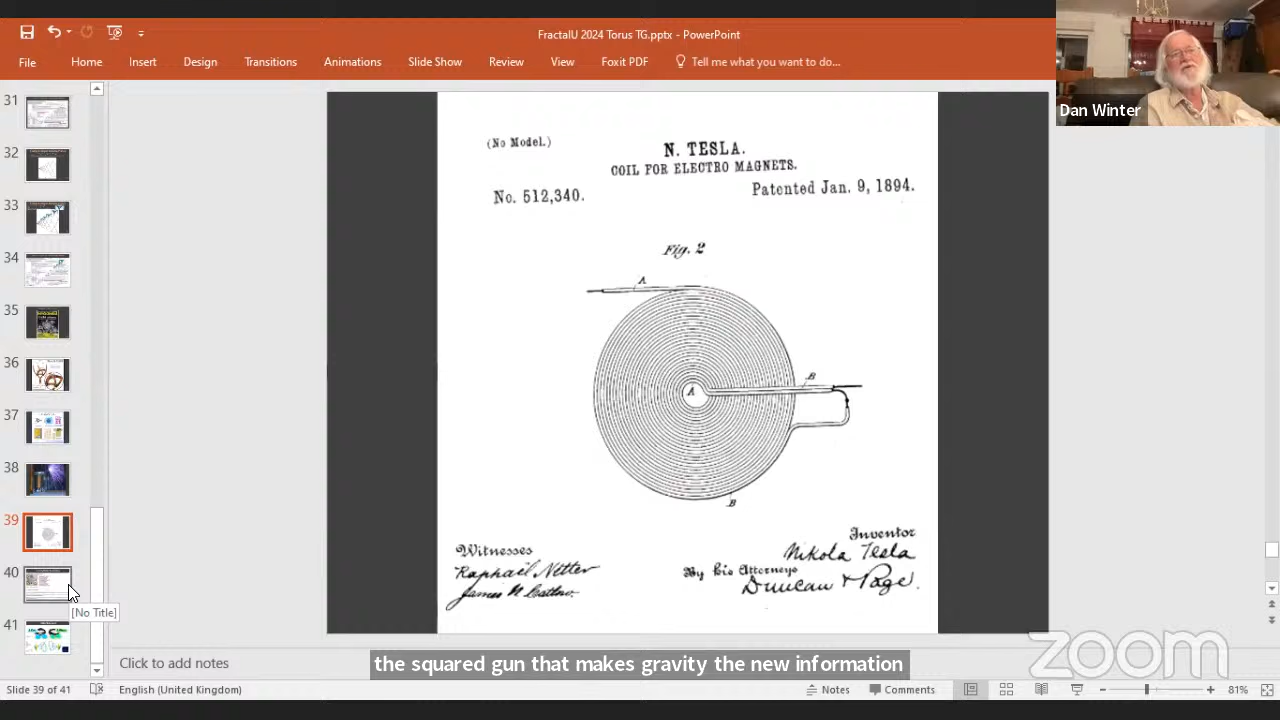 FractalU 2024 Torus TG.pptx - PowerPoint
File Home Insert Design Transitions Animations Slide Show Review View Foxit PDF Tell me what you want to do...
Dan Winter
31
32
33
34
35
36
37
38
39
40
41
[No Title]
(No Model.)
N. TESLA.
COIL FOR ELECTRO MAGNETS.
No. 512,340.
Patented Jan. 9, 1894.
Fig. 2
A
B
A
B
Witnesses
Raphaël Netter
Inventor
Nikola Tesla
By his Attorneys
Duncan & Page.
Click to add notes
the squared gun that makes gravity the new information
zoom
Slide 39 of 41 English (United Kingdom) Notes Comments 81%